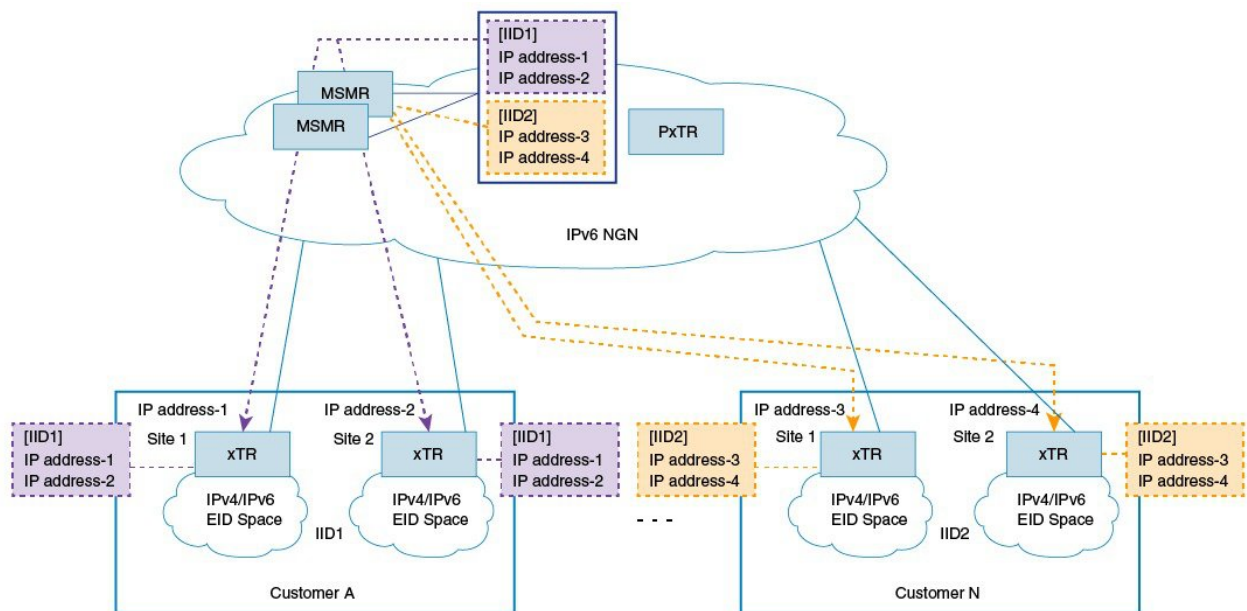 [IID1]
IP address-1
IP address-2
MSMR
MSMR
[IID2]
IP address-3
IP address-4
PxTR
IPv6 NGN
IP address-1
Site 1
xTR
IPv4/IPv6
EID Space
IP address-2
Site 2
xTR
IPv4/IPv6
EID Space
[IID1]
IP address-1
IP address-2
[IID1]
IP address-1
IP address-2
IID1
Customer A
- - -
[IID2]
IP address-3
IP address-4
IP address-3
Site 1
xTR
IPv4/IPv6
EID Space
IP address-4
Site 2
xTR
IPv4/IPv6
EID Space
[IID2]
IP address-3
IP address-4
IID2
Customer N